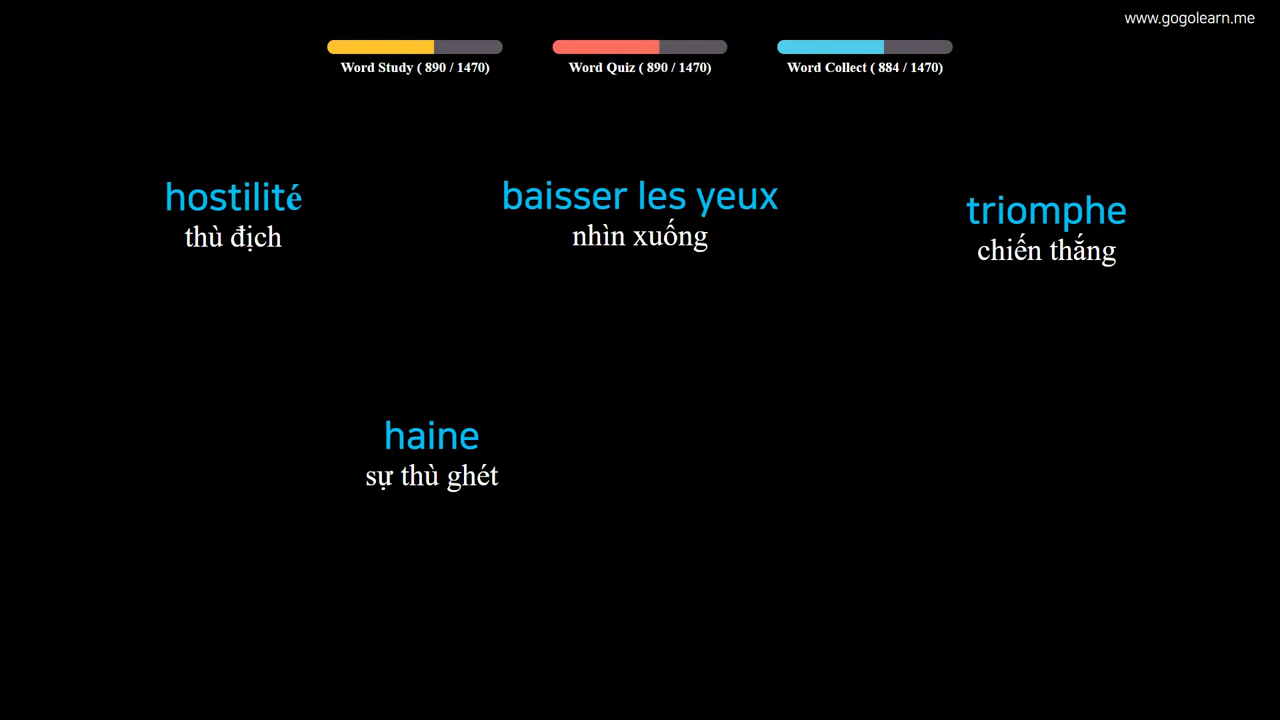 www.gogolearn.me
Word Study ( 890 / 1470)
Word Quiz ( 890 / 1470)
Word Collect ( 884 / 1470)
hostilité
thù địch
baisser les yeux
nhìn xuống
triomphe
chiến thắng
haine
sự thù ghét